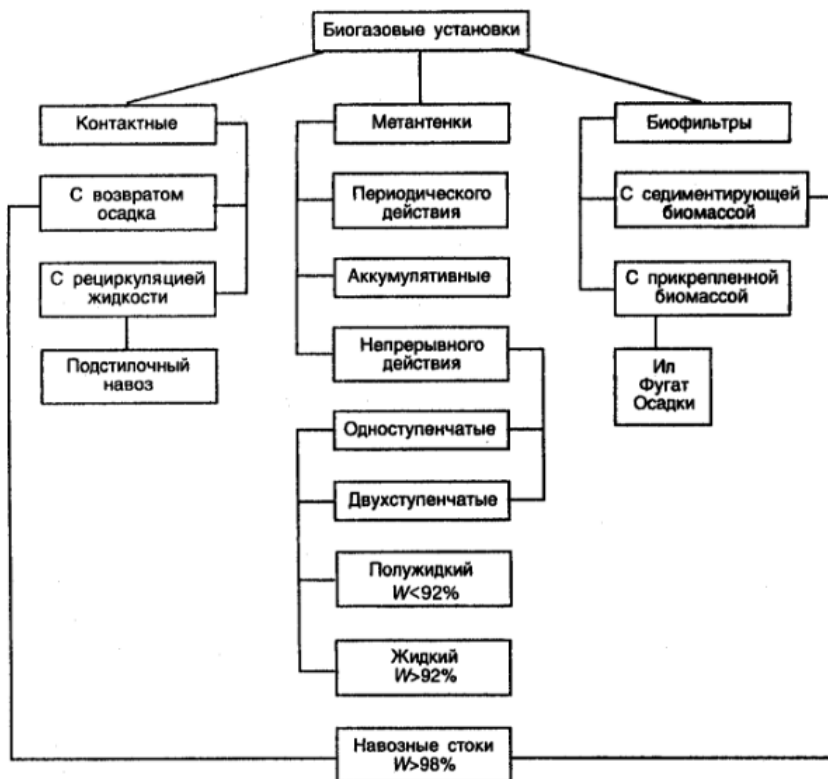 Биогазовые установки
Контактные
С возвратом
осадка
С рециркуляцией
жидкости
Подстилочный
навоз
Метантенки
Периодического
действия
Аккумулятивные
Непрерывного
действия
Одноступенчатые
Двухступенчатые
Полужидкий
W<92%
Жидкий
W>92%
Навозные стоки
W>98%
Биофильтры
С седиментирующей
биомассой
С прикрепленной
биомассой
Ил
Фугат
Осадки